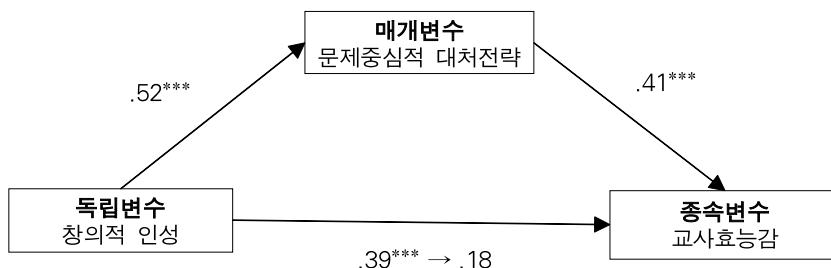 매개변수
문제중심적 대처전략
.52***
.41***
독립변수
창의적 인성
종속변수
교사효능감
.39*** → .18